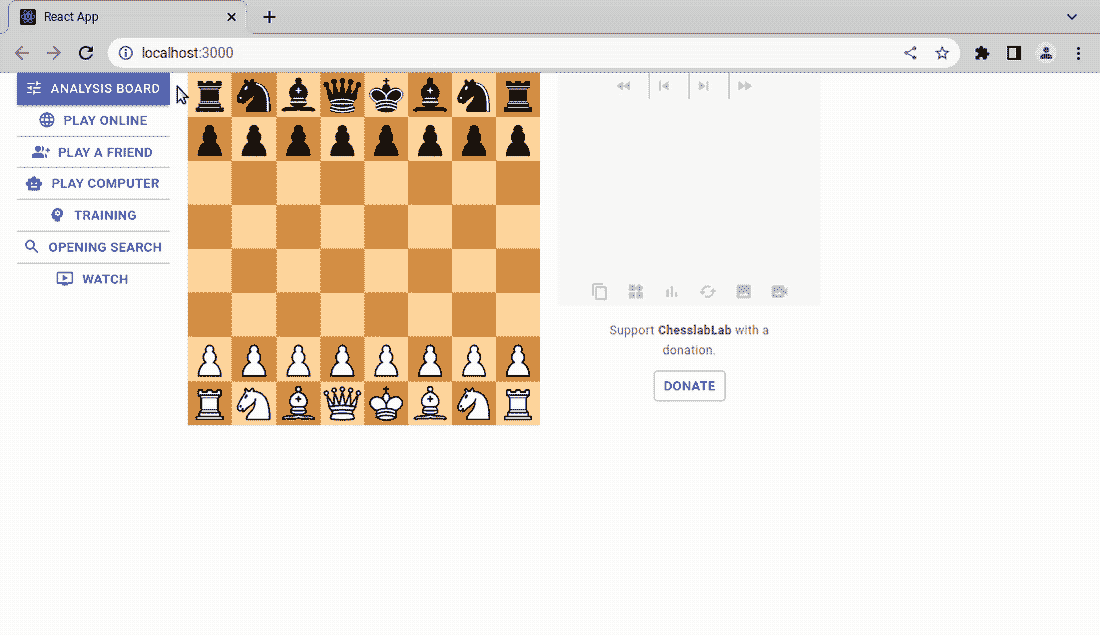 React App
localhost:3000
ANALYSIS BOARD
PLAY ONLINE
PLAY A FRIEND
PLAY COMPUTER
TRAINING
OPENING SEARCH
WATCH
Support ChesslabLab with a
donation.
DONATE